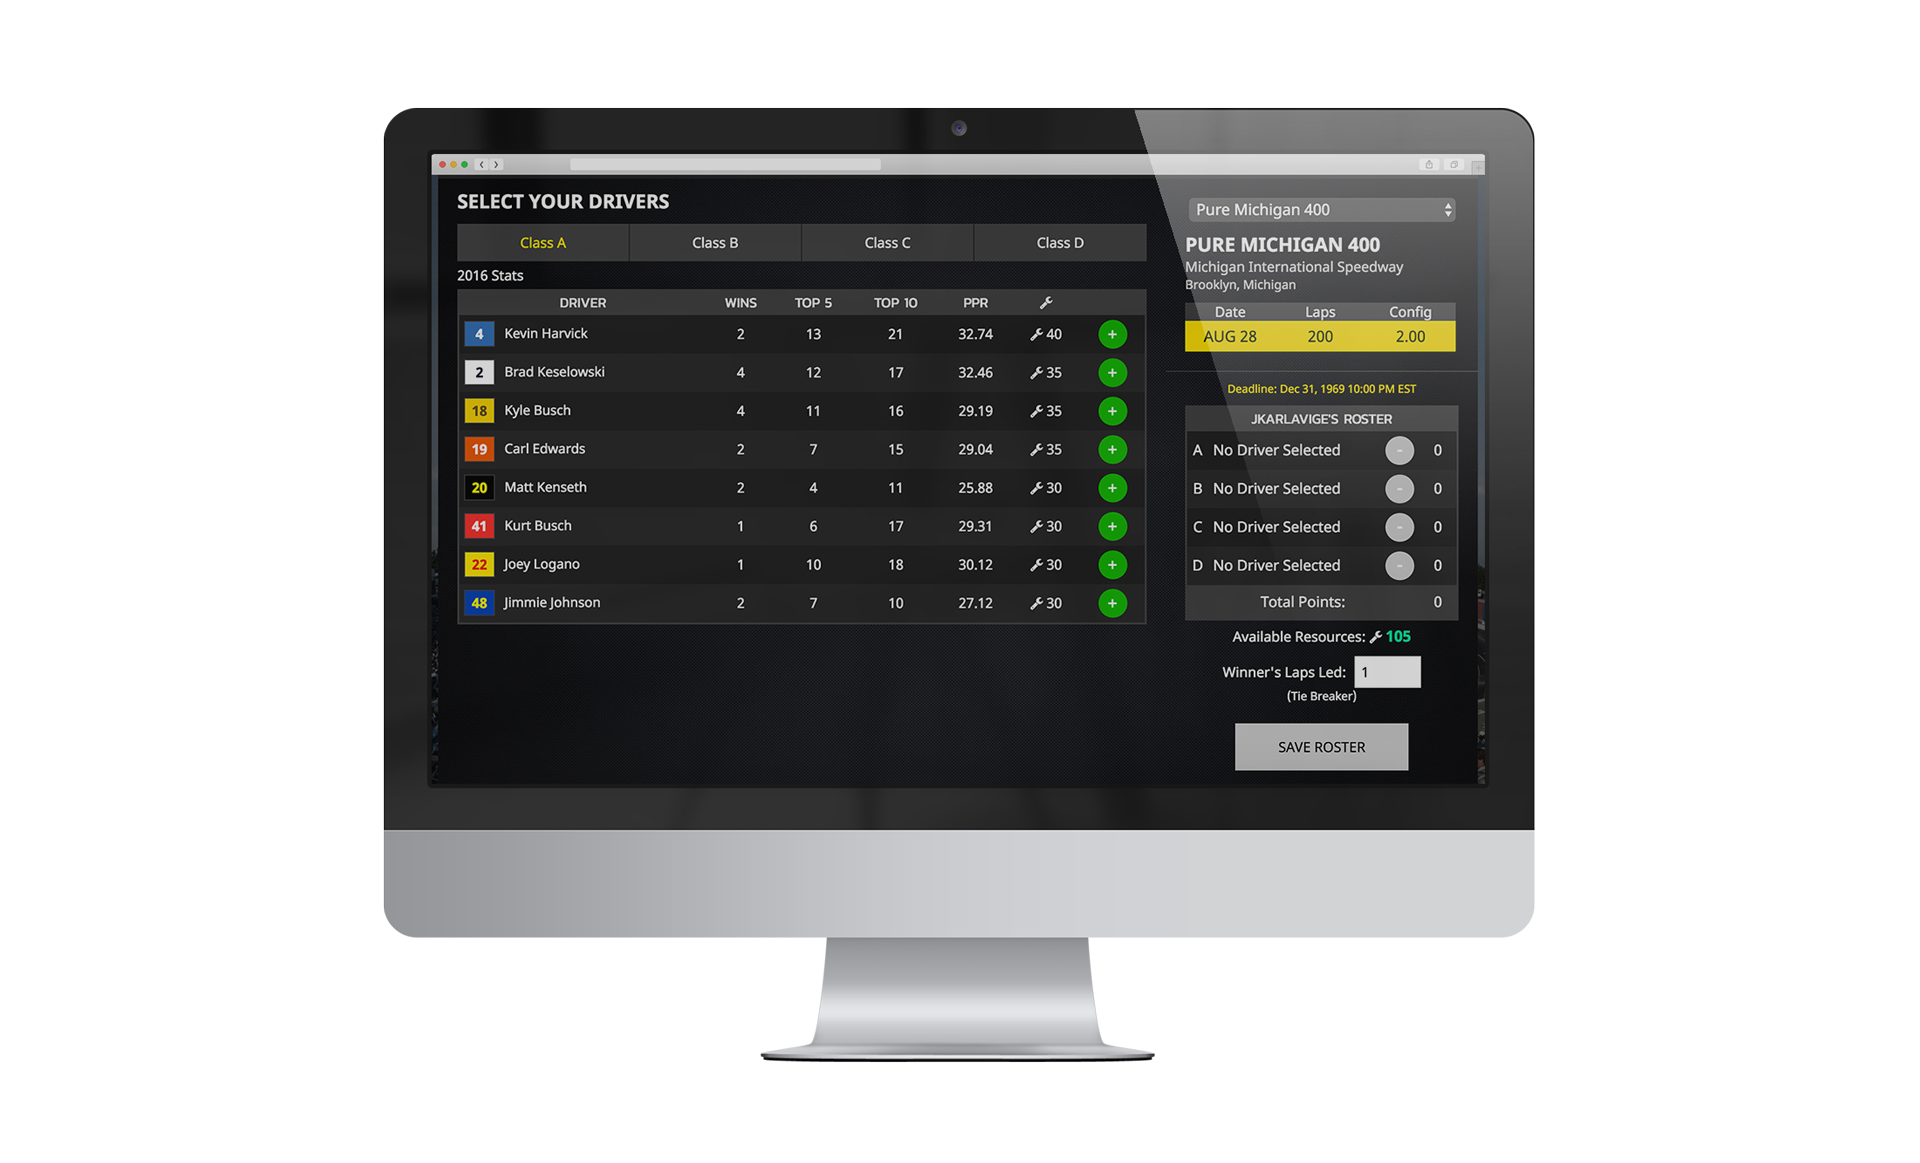 SELECT YOUR DRIVERS
Class A Class B Class C Class D
2016 Stats
DRIVER WINS TOP 5 TOP 10 PPR
4 Kevin Harvick 2 13 21 32.74 40 +
2 Brad Keselowski 4 12 17 32.46 35 +
18 Kyle Busch 4 11 16 29.19 35 +
19 Carl Edwards 2 7 15 29.04 35 +
20 Matt Kenseth 2 4 11 25.88 30 +
41 Kurt Busch 1 6 17 29.31 30 +
22 Joey Logano 1 10 18 30.12 30 +
48 Jimmie Johnson 2 7 10 27.12 30 +
Pure Michigan 400
PURE MICHIGAN 400
Michigan International Speedway
Brooklyn, Michigan
Date Laps Config
AUG 28 200 2.00
Deadline: Dec 31, 1969 10:00 PM EST
JKARLAVIGE'S ROSTER
A No Driver Selected - 0
B No Driver Selected - 0
C No Driver Selected - 0
D No Driver Selected - 0
Total Points: 0
Available Resources: 105
Winner's Laps Led: 1
(Tie Breaker)
SAVE ROSTER